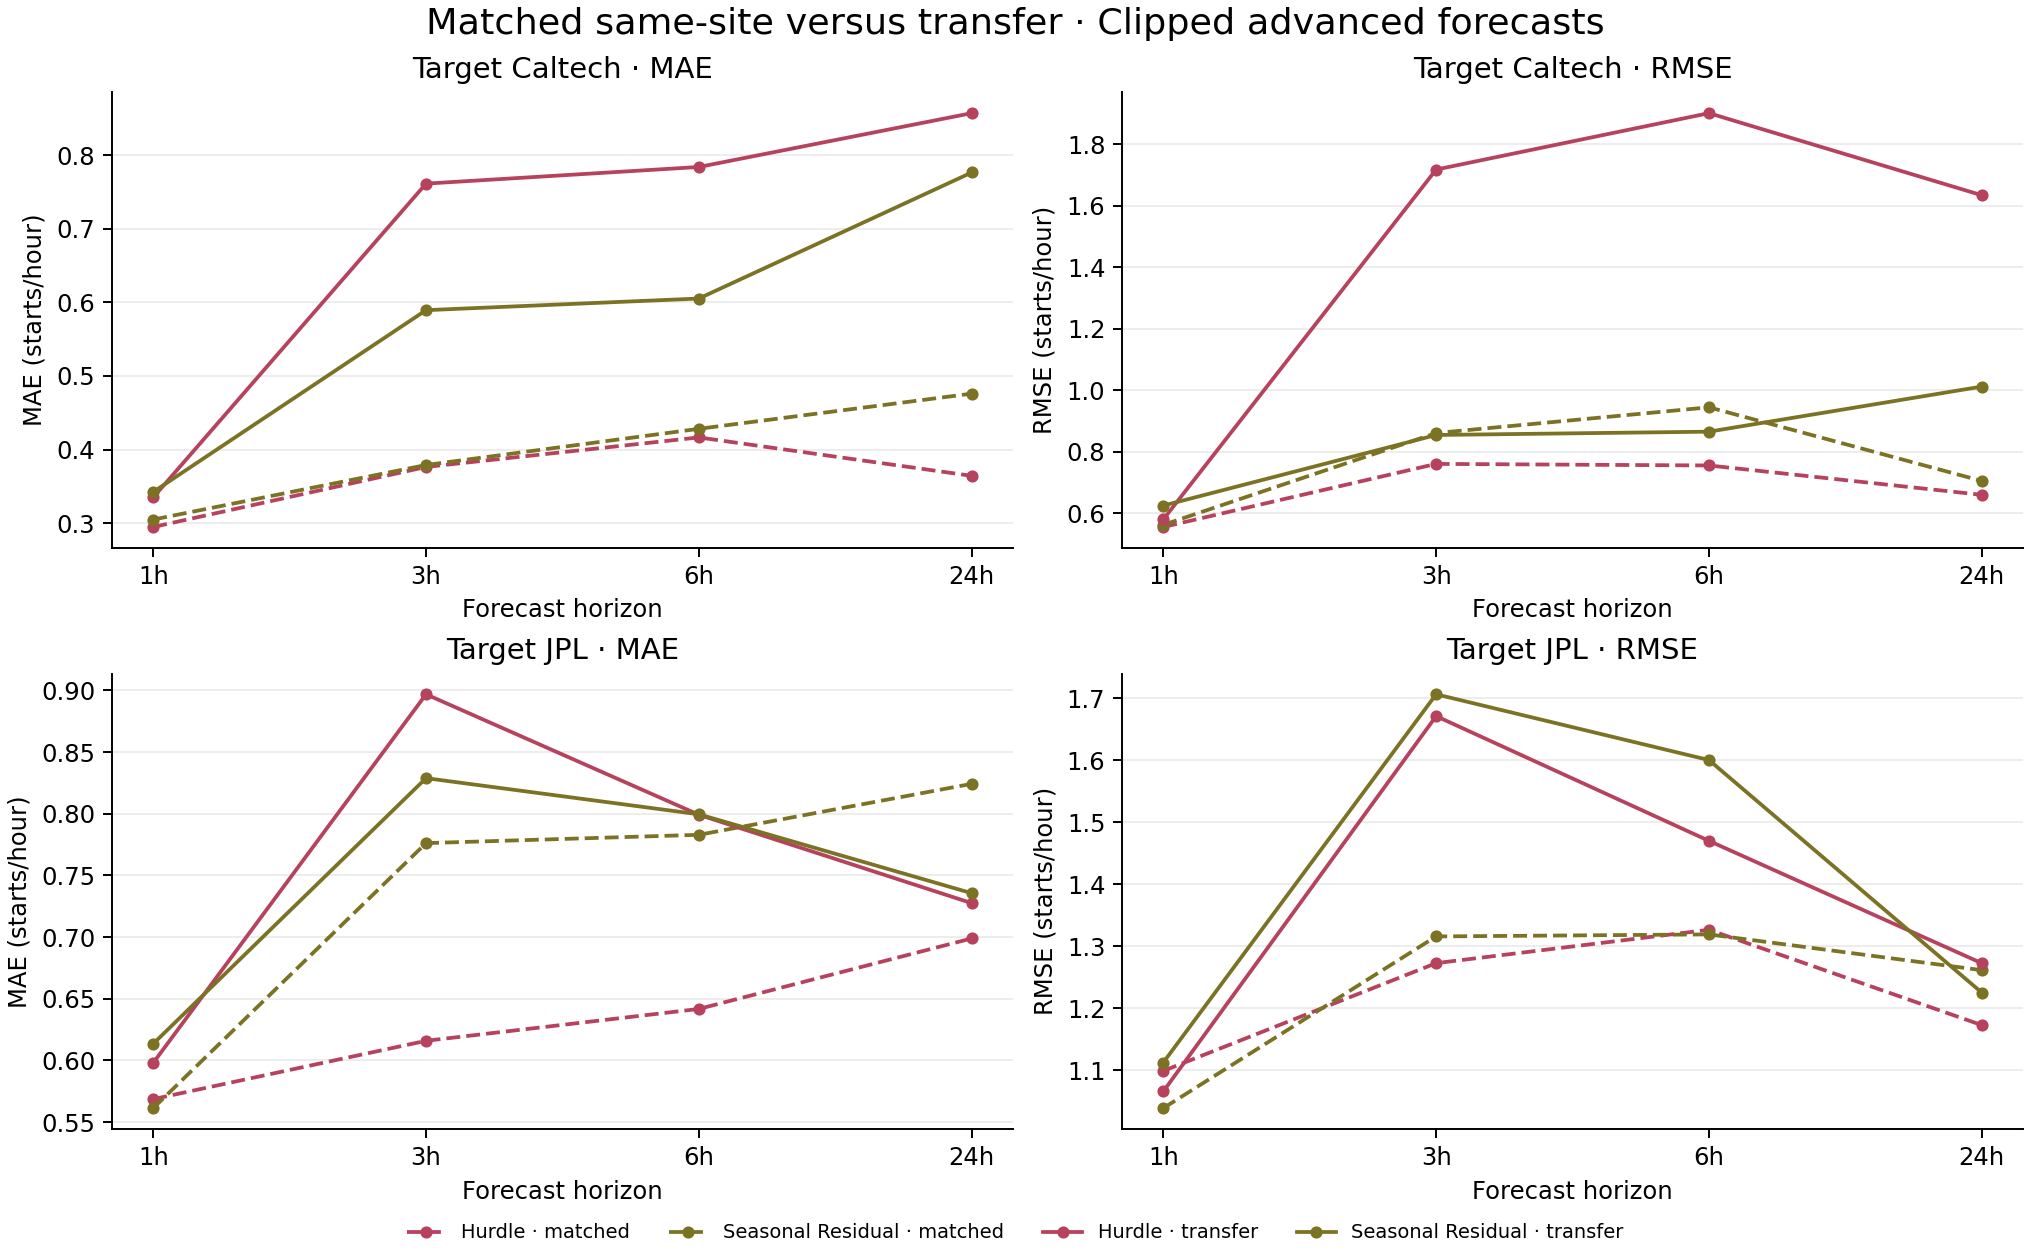 Matched same-site versus transfer · Clipped advanced forecasts
Target Caltech · MAE
MAE (starts/hour)
0.8
0.7
0.6
0.5
0.4
0.3
1h 3h 6h 24h
Forecast horizon
Target Caltech · RMSE
RMSE (starts/hour)
1.8
1.6
1.4
1.2
1.0
0.8
0.6
1h 3h 6h 24h
Forecast horizon
Target JPL · MAE
MAE (starts/hour)
0.90
0.85
0.80
0.75
0.70
0.65
0.60
0.55
1h 3h 6h 24h
Forecast horizon
Target JPL · RMSE
RMSE (starts/hour)
1.7
1.6
1.5
1.4
1.3
1.2
1.1
1h 3h 6h 24h
Forecast horizon
Hurdle · matched Seasonal Residual · matched Hurdle · transfer Seasonal Residual · transfer